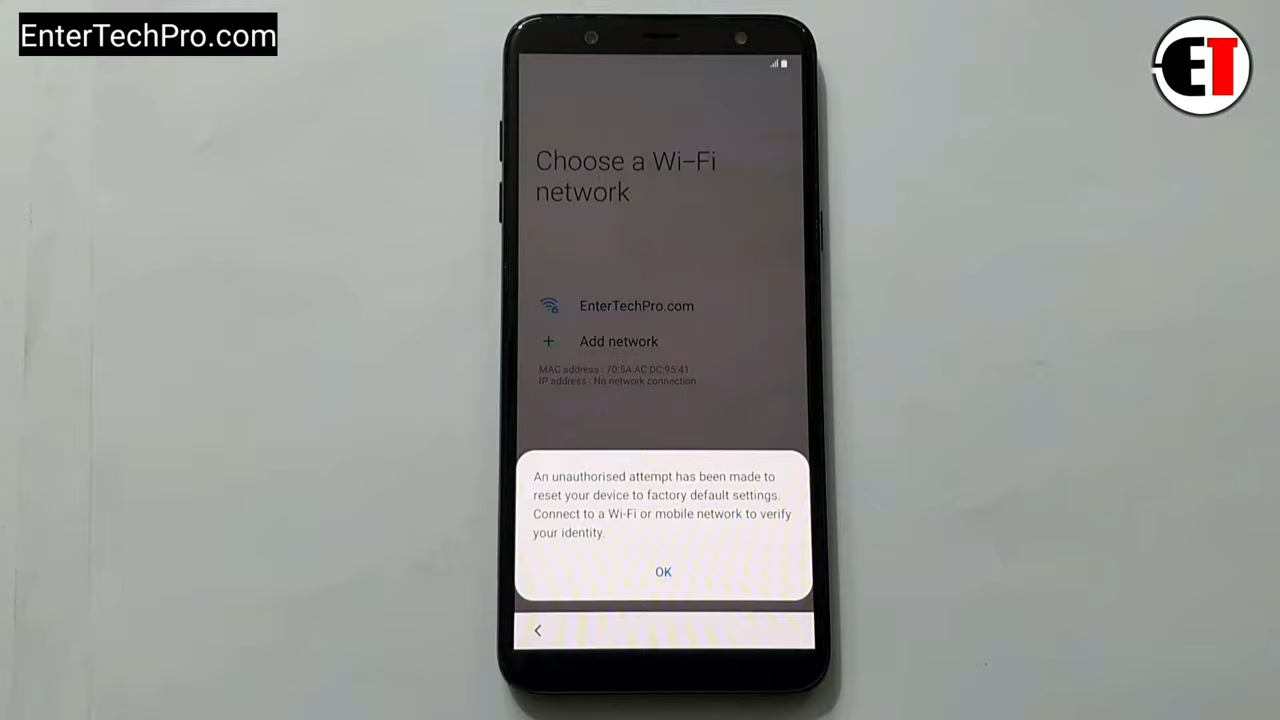 EnterTechPro.com
ET
Choose a Wi-Fi
network
EnterTechPro.com
Add network
MAC address : 70:5A:AC:DC:95:41
IP address : No network connection
An unauthorised attempt has been made to
reset your device to factory default settings.
Connect to a Wi-Fi or mobile network to verify
your identity.
OK